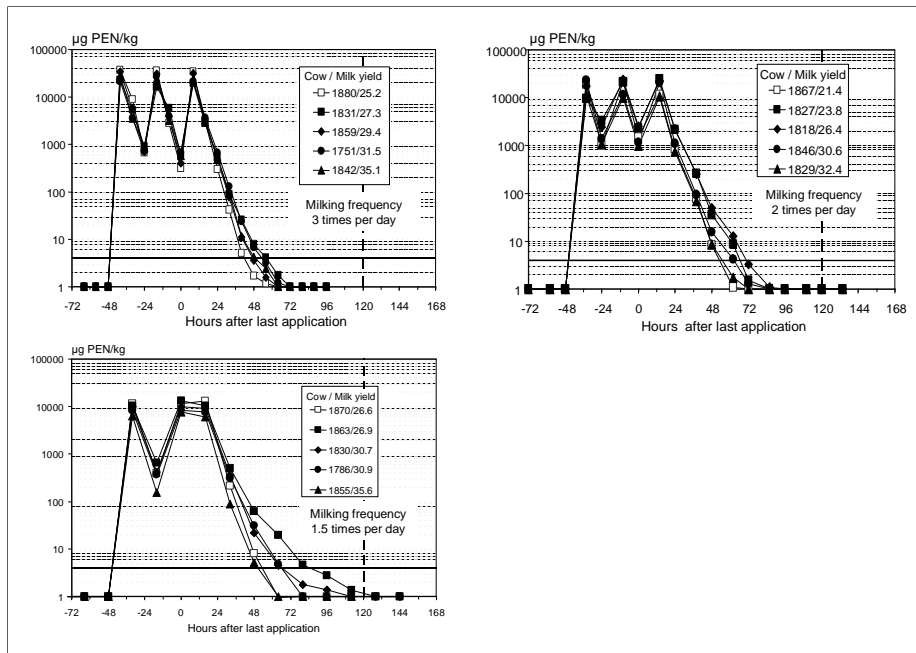 µg PEN/kg
100000
10000
1000
100
10
1
Cow / Milk yield
1880/25.2
1831/27.3
1859/29.4
1751/31.5
1842/35.1
Milking frequency
3 times per day
-72 -48 -24 0 24 48 72 96 120 144 168
Hours after last application
µg PEN/kg
100000
10000
1000
100
10
1
Cow / Milk yield
1867/21.4
1827/23.8
1818/26.4
1846/30.6
1829/32.4
Milking frequency
2 times per day
-72 -48 -24 0 24 48 72 96 120 144 168
Hours after last application
µg PEN/kg
100000
10000
1000
100
10
1
Cow / Milk yield
1870/26.6
1863/26.9
1830/30.7
1786/30.9
1855/35.6
Milking frequency
1.5 times per day
-72 -48 -24 0 24 48 72 96 120 144 168
Hours after last application